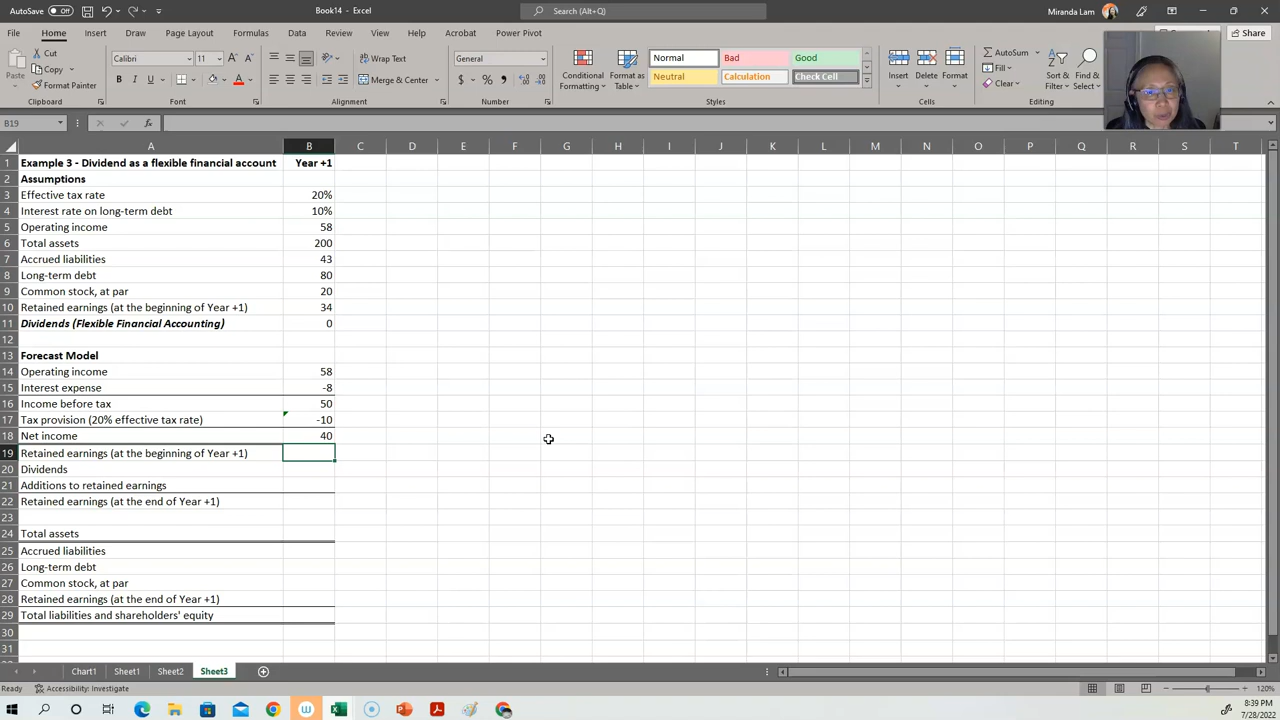 AutoSave Off Book14 - Excel Search (Alt+Q) Miranda Lam
File Home Insert Draw Page Layout Formulas Data Review View Help Acrobat Power Pivot Share
Cut
Copy
Format Painter
Paste
Calibri 11
B I U
Wrap Text
Merge & Center
General
$ % 9
Conditional Formatting
Format as Table
Normal Bad Good
Neutral Calculation Check Cell
Insert Delete Format
AutoSum
Fill
Clear
Sort & Filter
Find & Select
Clipboard Font Alignment Number Styles Cells Editing
B19 fx
A B C D E F G H I J K L M N O P Q R S T
1 Example 3 - Dividend as a flexible financial account Year +1
2 Assumptions
3 Effective tax rate 20%
4 Interest rate on long-term debt 10%
5 Operating income 58
6 Total assets 200
7 Accrued liabilities 43
8 Long-term debt 80
9 Common stock, at par 20
10 Retained earnings (at the beginning of Year +1) 34
11 Dividends (Flexible Financial Accounting) 0
12
13 Forecast Model
14 Operating income 58
15 Interest expense -8
16 Income before tax 50
17 Tax provision (20% effective tax rate) -10
18 Net income 40
19 Retained earnings (at the beginning of Year +1)
20 Dividends
21 Additions to retained earnings
22 Retained earnings (at the end of Year +1)
23
24 Total assets
25 Accrued liabilities
26 Long-term debt
27 Common stock, at par
28 Retained earnings (at the end of Year +1)
29 Total liabilities and shareholders' equity
30
31
Chart1 Sheet1 Sheet2 Sheet3
Ready Accessibility: Investigate 120%
8:39 PM
7/28/2022